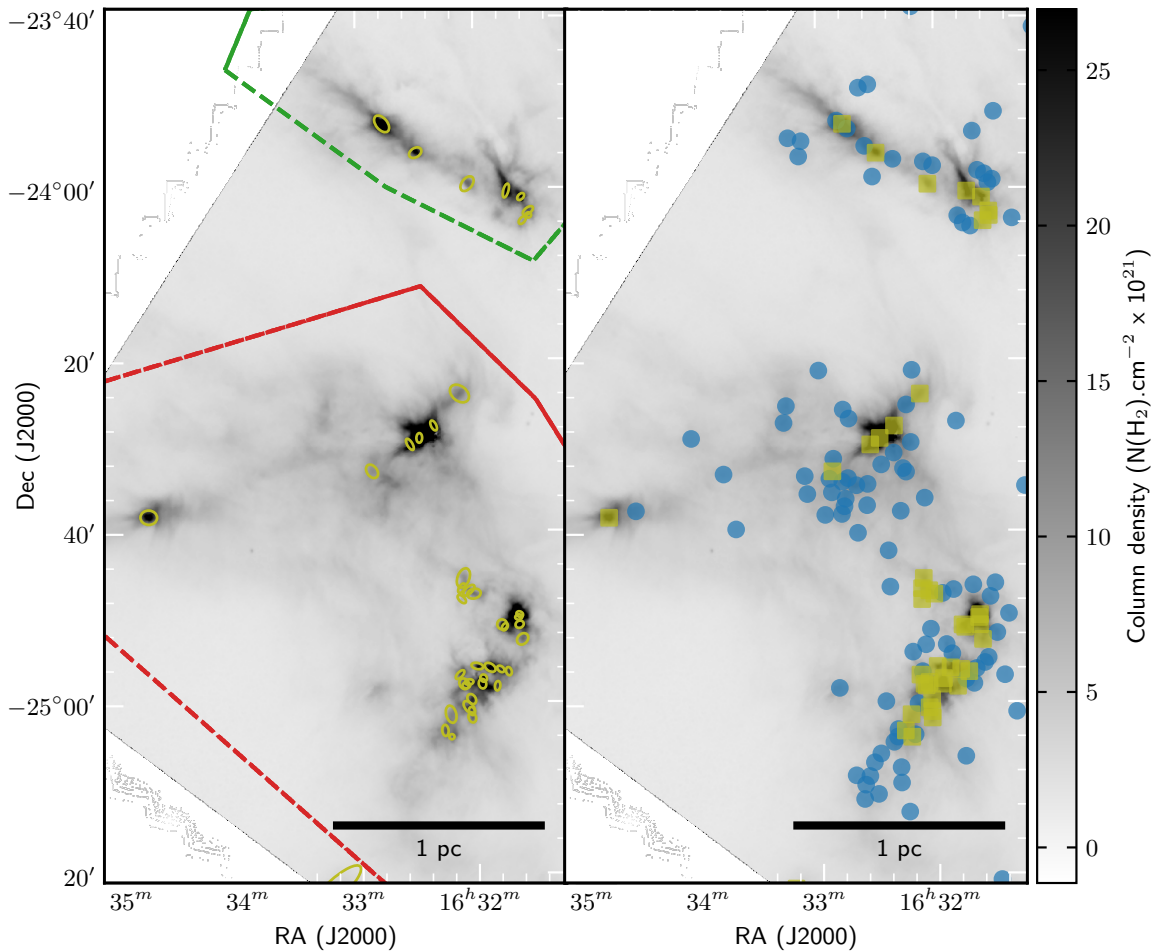 −23°40′
−24°00′
20′
40′
−25°00′
20′
Dec (J2000)
1 pc
1 pc
35ᵐ 34ᵐ 33ᵐ 16ʰ32ᵐ
35ᵐ 34ᵐ 33ᵐ 16ʰ32ᵐ
RA (J2000)
RA (J2000)
25
20
15
10
5
0
Column density (N(H₂).cm⁻² x 10²¹)